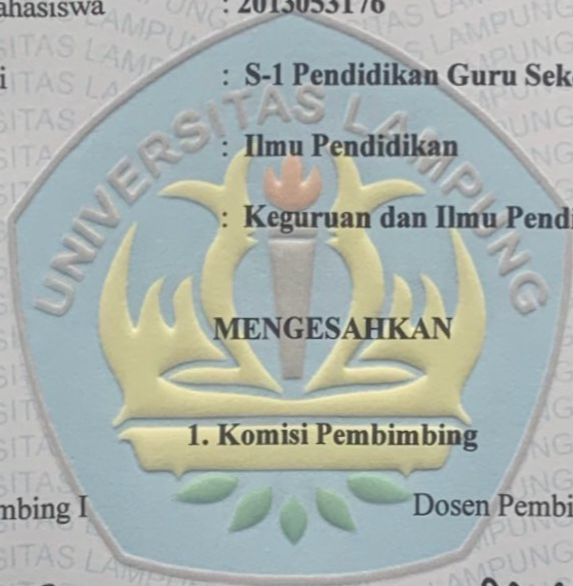 ahasiswa : 2013053176
i : S-1 Pendidikan Guru Sek
: Ilmu Pendidikan
: Keguruan dan Ilmu Pend
UNIVERSITAS LAMPUNG
MENGESAHKAN
1. Komisi Pembimbing
mbing I Dosen Pembi